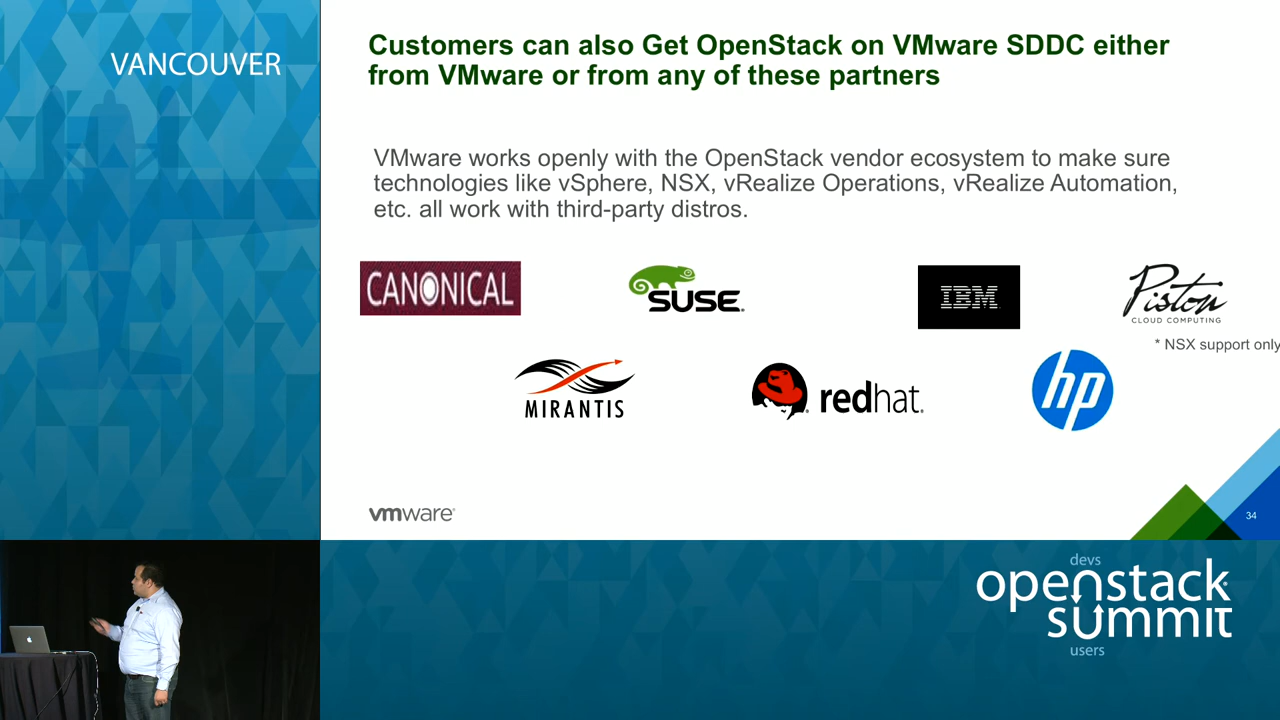 VANCOUVER
Customers can also Get OpenStack on VMware SDDC either
from VMware or from any of these partners
VMware works openly with the OpenStack vendor ecosystem to make sure
technologies like vSphere, NSX, vRealize Operations, vRealize Automation,
etc. all work with third-party distros.
CANONICAL
SUSE
IBM
Piston
CLOUD COMPUTING
* NSX support only
MIRANTIS
redhat.
hp
vmware
34
devs
openstack
summit
users